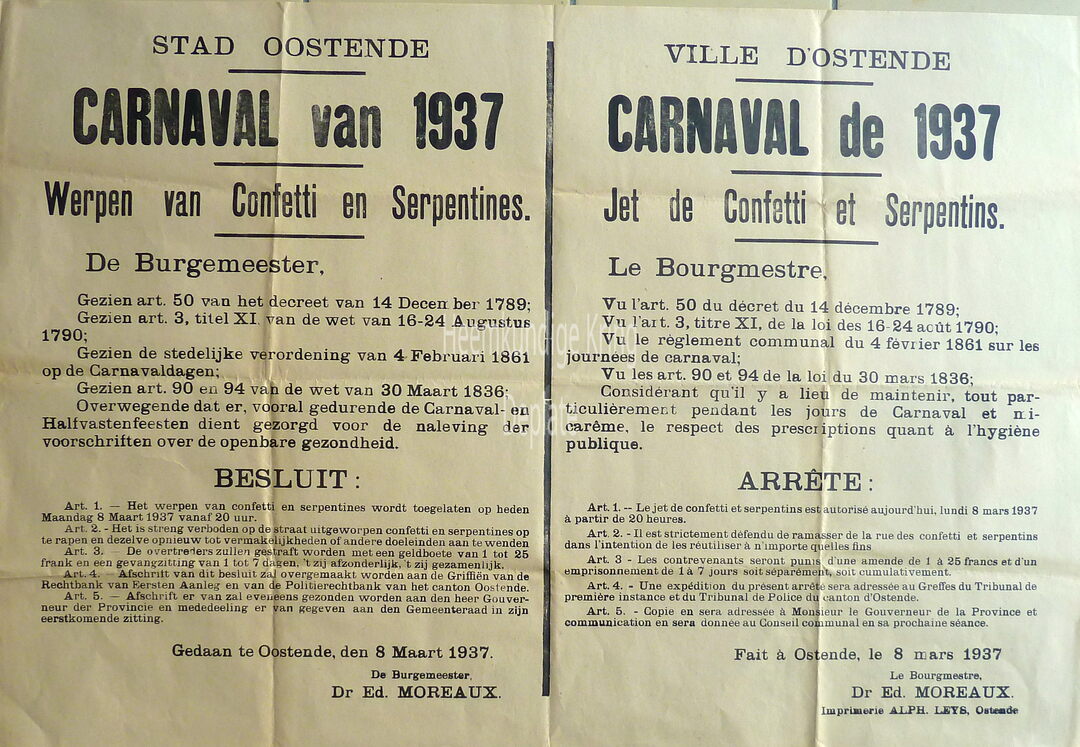 STAD OOSTENDE
CARNAVAL van 1937
Werpen van Confetti en Serpentines.
De Burgemeester,
Gezien art. 50 van het decreet van 14 Decen ber 1789;
Gezien art. 3, titel XI. van de wet van 16-24 Augustus
1790;
Gezien de stedelijke verordening van 4 Februari 1861
op de Carnavaldagen;
Gezien art. 90 en 94 van de wet van 30 Maart 1836;
Overwegende dat er, vooral gedurende de Carnaval- en
Halfvastenfeesten dient gezorgd voor de naleving der
voorschriften over de openbare gezondheid.
BESLUIT :
Art. 1. — Het werpen van confetti en serpentines wordt toegelaten op heden
Maandag 8 Maart 1937 vanaf 20 uur.
Art. 2. - Het is streng verboden op de straat uitgeworpen confetti en serpentines op
te rapen en dezelve opnieuw tot vermakelijkheden of andere doeleinden aan te wenden
Art. 3. — De overtreders zullen gestraft worden met een geldboete van 1 tot 25
frank en een gevangzitting van 1 tot 7 dagen, 't zij afzonderlijk, 't zij gezamenlijk.
Art. 4. — Afschrift van dit besluit zal overgemaakt worden aan de Griffiën van de
Rechtbank van Eersten Aanleg en van de Politierechtbank van het canton Oostende.
Art. 5. — Afschrift er van zal eveneens gezonden worden aan den heer Gouver-
neur der Provincie en mededeeling er van gegeven aan den Gemeenteraad in zijn
eerstkomende zitting.
Gedaan te Oostende, den 8 Maart 1937.
De Burgemeester,
Dr Ed. MOREAUX.
VILLE D'OSTENDE
CARNAVAL de 1937
Jet de Confetti et Serpentins.
Le Bourgmestre,
Vu l'art. 50 du décret du 14 décembre 1789;
Vu l'art. 3, titre XI, de la loi des 16-24 août 1790;
Vu le règlement communal du 4 février 1861 sur les
journées de carnaval;
Vu les art. 90 et 94 de la loi du 30 mars 1836;
Considérant qu'il y a lieu de maintenir, tout par-
ticulièrement pendant les jours de Carnaval et mi-
carême, le respect des prescriptions quant à l'hygiène
publique.
ARRÊTE :
Art. 1. -- Le jet de confetti et serpentins est autorisé aujourd'hui, lundi 8 mars 1937
à partir de 20 heures.
Art. 2. - Il est strictement défendu de ramasser de la rue des confetti et serpentins
dans l'intention de les réutiliser à n'importe quelles fins
Art. 3 - Les contrevenants seront punis d'une amende de 1 à 25 francs et d'un
emprisonnement de 1 à 7 jours soit séparément, soit cumulativement.
Art. 4. - Une expédition du présent arrêté sera adressée au Greffes du Tribunal de
première instance et du Tribunal de Police du canton d'Ostende.
Art. 5. - Copie en sera adressée à Monsieur le Gouverneur de la Province et
communication en sera donnée au Conseil communal en sa prochaine séance.
Fait à Ostende, le 8 mars 1937
Le Bourgmestre,
Dr Ed. MOREAUX.
Imprimerie ALPH. LEYS, Ostende
Heemkundige Kring